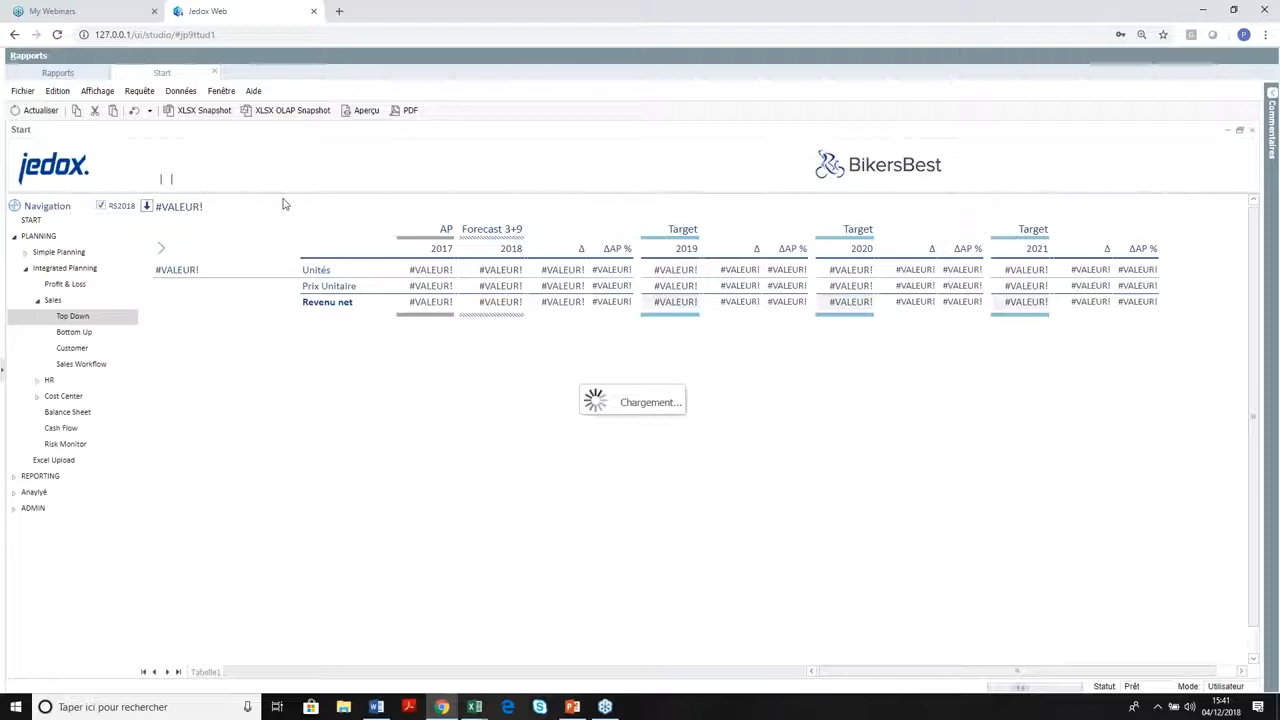 My Webinars
Jedox Web
127.0.0.1/ui/studio/#jp9ttud1
P
Rapports
Rapports Start
Fichier Edition Affichage Requête Données Fenêtre Aide
Actualiser XLSX Snapshot XLSX OLAP Snapshot Aperçu PDF
Start
Commentaires
jedox. | | BikersBest
Navigation RS2018 #VALEUR!
START
PLANNING
Simple Planning
Integrated Planning
Profit & Loss
Sales
Top Down
Bottom Up
Customer
Sales Workflow
HR
Cost Center
Balance Sheet
Cash Flow
Risk Monitor
Excel Upload
REPORTING
Anaylyé
ADMIN
AP Forecast 3+9 Target Target Target
2017 2018 Δ ΔAP % 2019 Δ ΔAP % 2020 Δ ΔAP % 2021 Δ ΔAP %
#VALEUR! Unités #VALEUR! #VALEUR! #VALEUR! #VALEUR! #VALEUR! #VALEUR! #VALEUR! #VALEUR! #VALEUR! #VALEUR! #VALEUR! #VALEUR! #VALEUR!
Prix Unitaire #VALEUR! #VALEUR! #VALEUR! #VALEUR! #VALEUR! #VALEUR! #VALEUR! #VALEUR! #VALEUR! #VALEUR! #VALEUR! #VALEUR! #VALEUR!
Revenu net #VALEUR! #VALEUR! #VALEUR! #VALEUR! #VALEUR! #VALEUR! #VALEUR! #VALEUR! #VALEUR! #VALEUR! #VALEUR! #VALEUR! #VALEUR!
Chargement...
Tabelle1
Statut: Prêt Mode: Utilisateur
Taper ici pour rechercher
15:41
04/12/2018